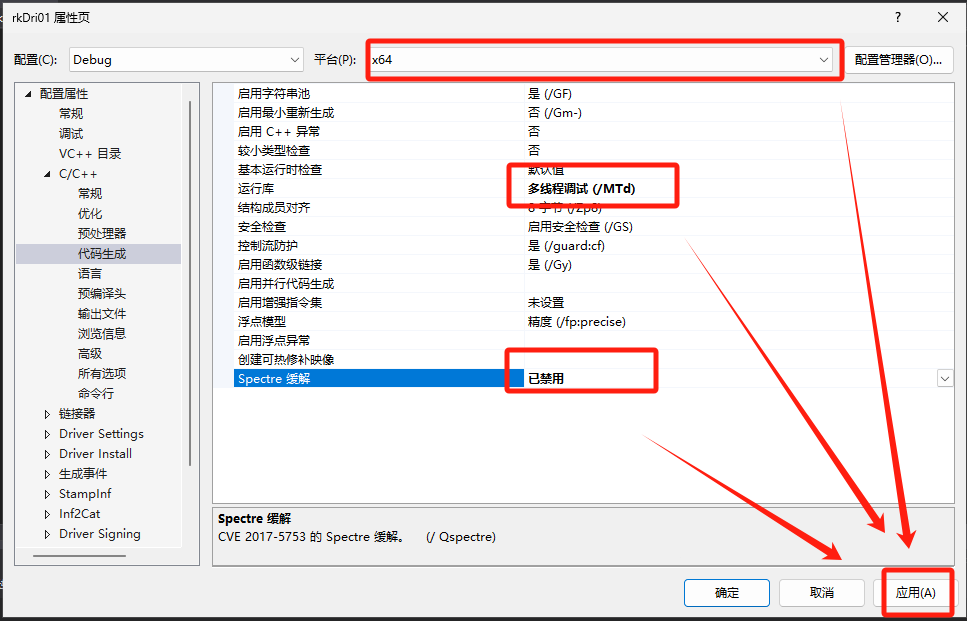 rkDri01 属性页
配置(C):
Debug
平台(P):
x64
配置管理器(O)...
配置属性
常规
调试
VC++ 目录
C/C++
常规
优化
预处理器
代码生成
语言
预编译头
输出文件
浏览信息
高级
所有选项
命令行
链接器
Driver Settings
Driver Install
生成事件
StampInf
Inf2Cat
Driver Signing
启用字符串池 是 (/GF)
启用最小重新生成 否 (/Gm-)
启用 C++ 异常 否
较小类型检查 否
基本运行时检查 默认值
运行库 多线程调试 (/MTd)
结构成员对齐 8 字节 (/Zp8)
安全检查 启用安全检查 (/GS)
控制流防护 是 (/guard:cf)
启用函数级链接 是 (/Gy)
启用并行代码生成
启用增强指令集 未设置
浮点模型 精度 (/fp:precise)
启用浮点异常
创建可热修补映像
Spectre 缓解 已禁用
Spectre 缓解
CVE 2017-5753 的 Spectre 缓解。 (/ Qspectre)
确定
取消
应用(A)